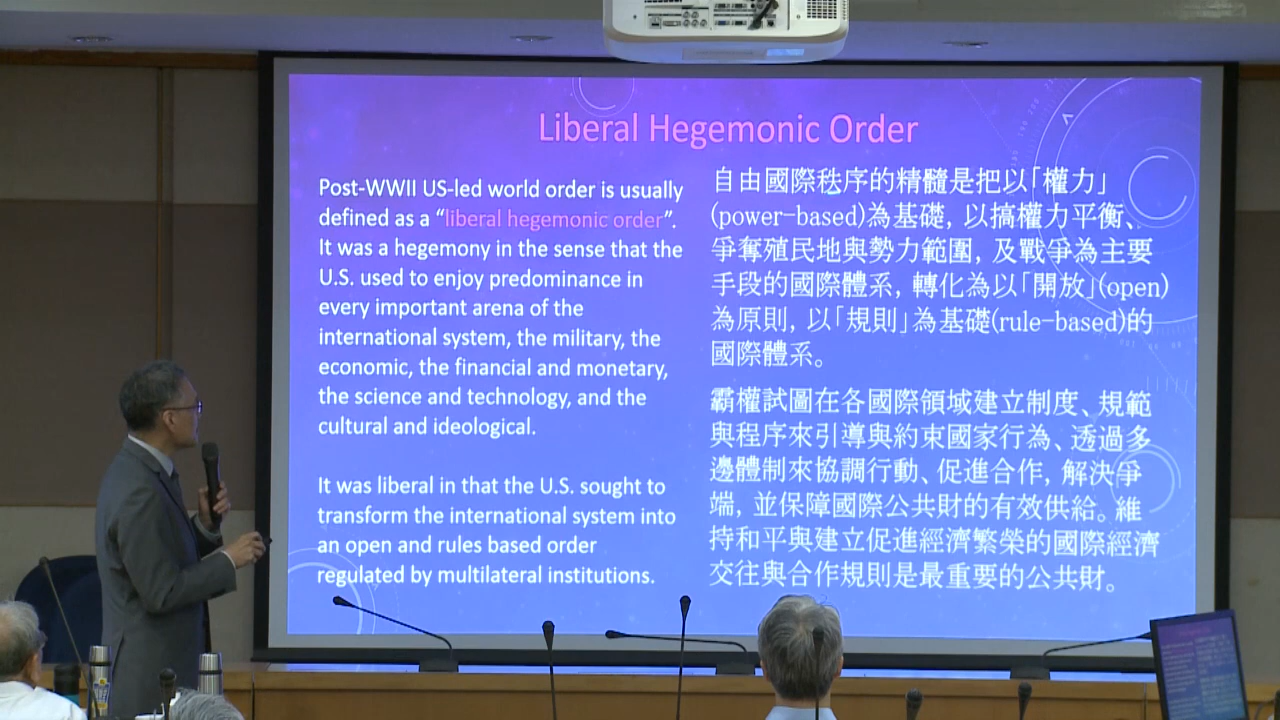 Liberal Hegemonic Order
Post-WWII US-led world order is usually
defined as a “liberal hegemonic order”.
It was a hegemony in the sense that the
U.S. used to enjoy predominance in
every important arena of the
international system, the military, the
economic, the financial and monetary,
the science and technology, and the
cultural and ideological.
It was liberal in that the U.S. sought to
transform the international system into
an open and rules based order
regulated by multilateral institutions.
自由國際秩序的精髓是把以「權力」
(power-based)為基礎, 以搞權力平衡、
爭奪殖民地與勢力範圍, 及戰爭為主要
手段的國際體系, 轉化為以「開放」(open)
為原則, 以「規則」為基礎(rule-based)的
國際體系。
霸權試圖在各國際領域建立制度、規範
與程序來引導與約束國家行為、透過多
邊體制來協調行動、促進合作, 解決爭
端, 並保障國際公共財的有效供給。維
持和平與建立促進經濟繁榮的國際經濟
交往與合作規則是最重要的公共財。